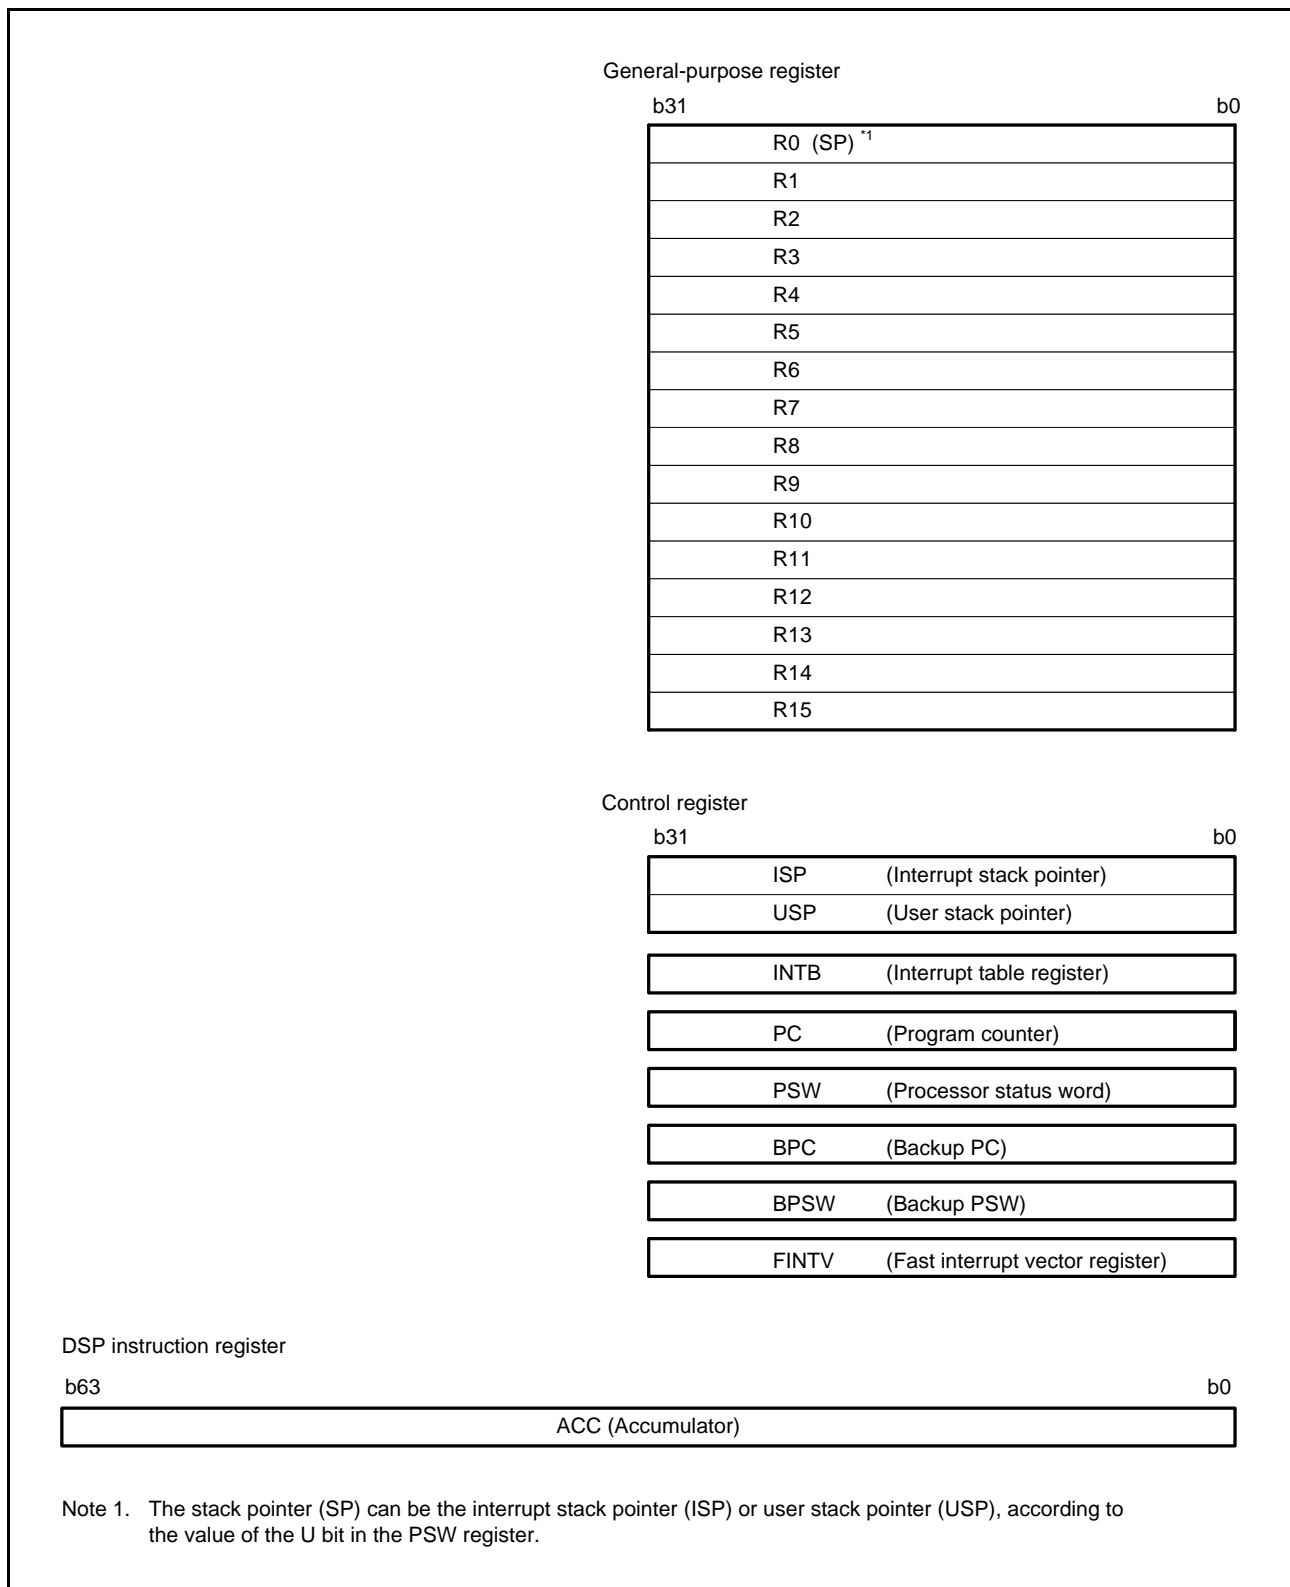 General-purpose register
b31 b0
R0 (SP) *1
R1
R2
R3
R4
R5
R6
R7
R8
R9
R10
R11
R12
R13
R14
R15
Control register
b31 b0
ISP (Interrupt stack pointer)
USP (User stack pointer)
INTB (Interrupt table register)
PC (Program counter)
PSW (Processor status word)
BPC (Backup PC)
BPSW (Backup PSW)
FINTV (Fast interrupt vector register)
DSP instruction register
b63 b0
ACC (Accumulator)
Note 1. The stack pointer (SP) can be the interrupt stack pointer (ISP) or user stack pointer (USP), according to
the value of the U bit in the PSW register.